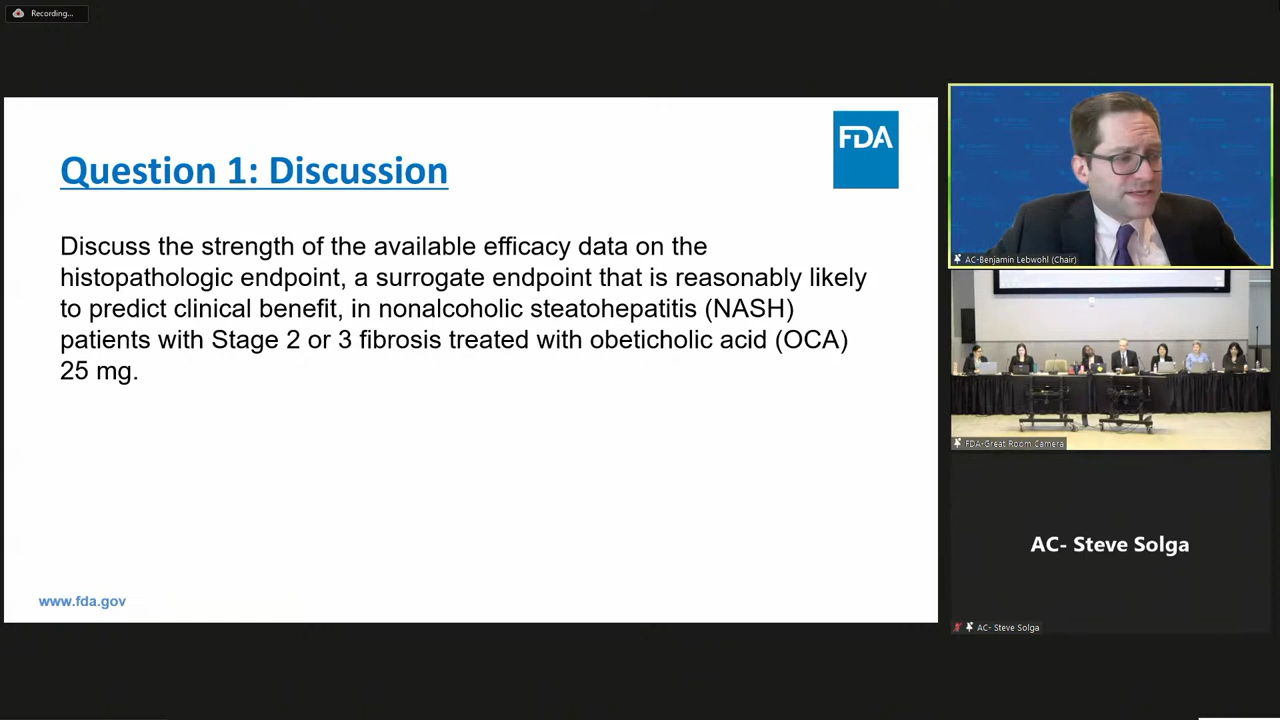 Recording...
FDA
Question 1: Discussion
Discuss the strength of the available efficacy data on the
histopathologic endpoint, a surrogate endpoint that is reasonably likely
to predict clinical benefit, in nonalcoholic steatohepatitis (NASH)
patients with Stage 2 or 3 fibrosis treated with obeticholic acid (OCA)
25 mg.
www.fda.gov
AC-Benjamin Lebwohl (Chair)
FDA-Great Room Camera
AC- Steve Solga
AC- Steve Solga